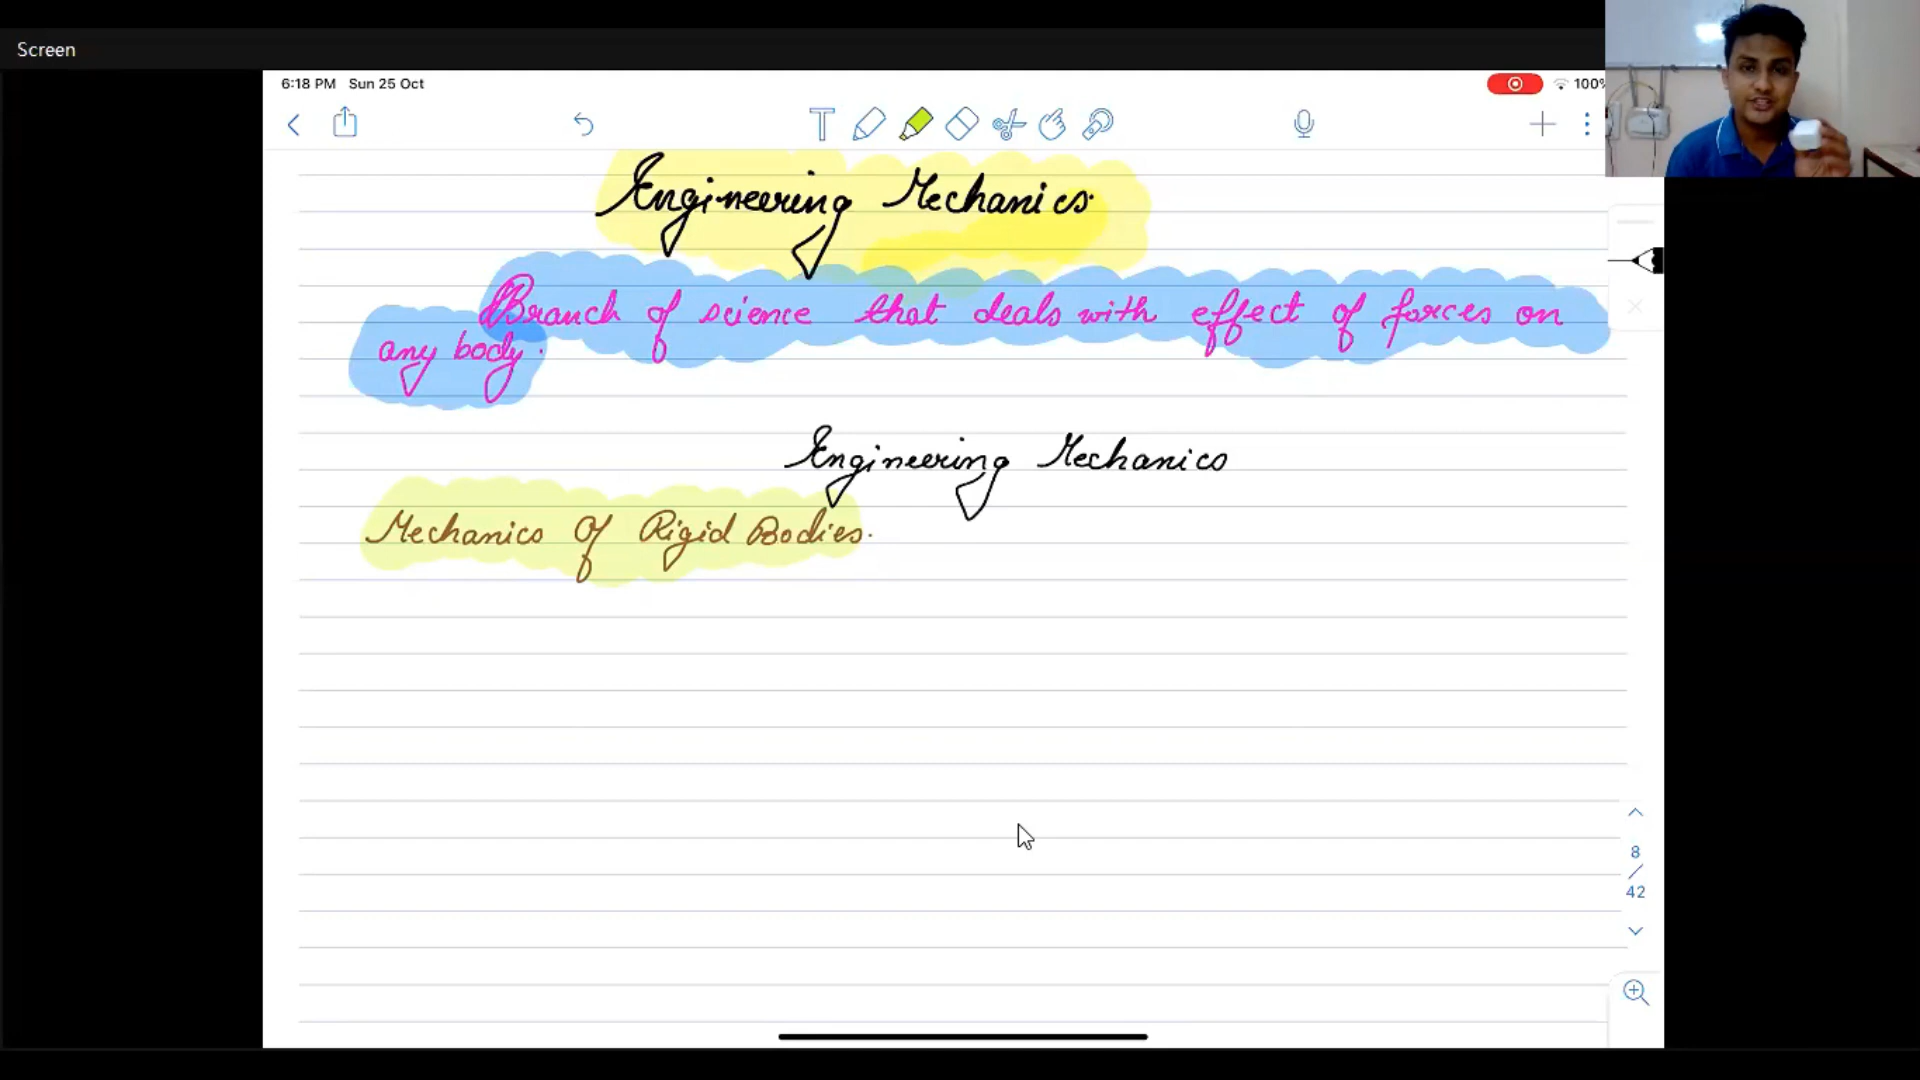 Screen
6:18 PM Sun 25 Oct
100%
Engineering Mechanics.
Branch of science that deals with effect of forces on
any body.
Engineering Mechanics
Mechanics Of Rigid Bodies.
8
/
42